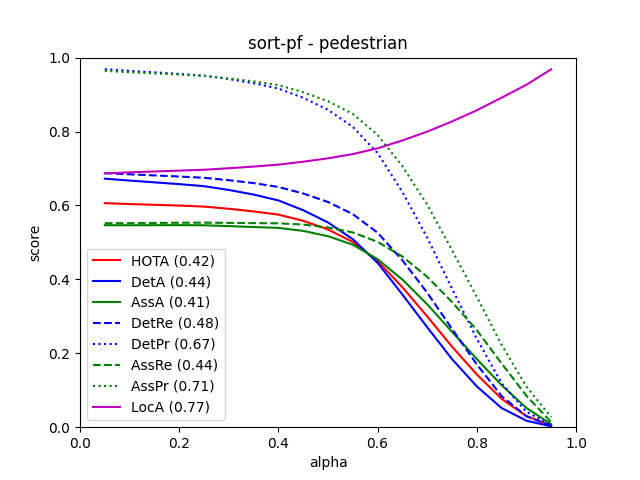 sort-pf - pedestrian
1.0
0.8
0.6
0.4
0.2
0.0
score
HOTA (0.42)
DetA (0.44)
AssA (0.41)
DetRe (0.48)
DetPr (0.67)
AssRe (0.44)
AssPr (0.71)
LocA (0.77)
0.0 0.2 0.4 0.6 0.8 1.0
alpha